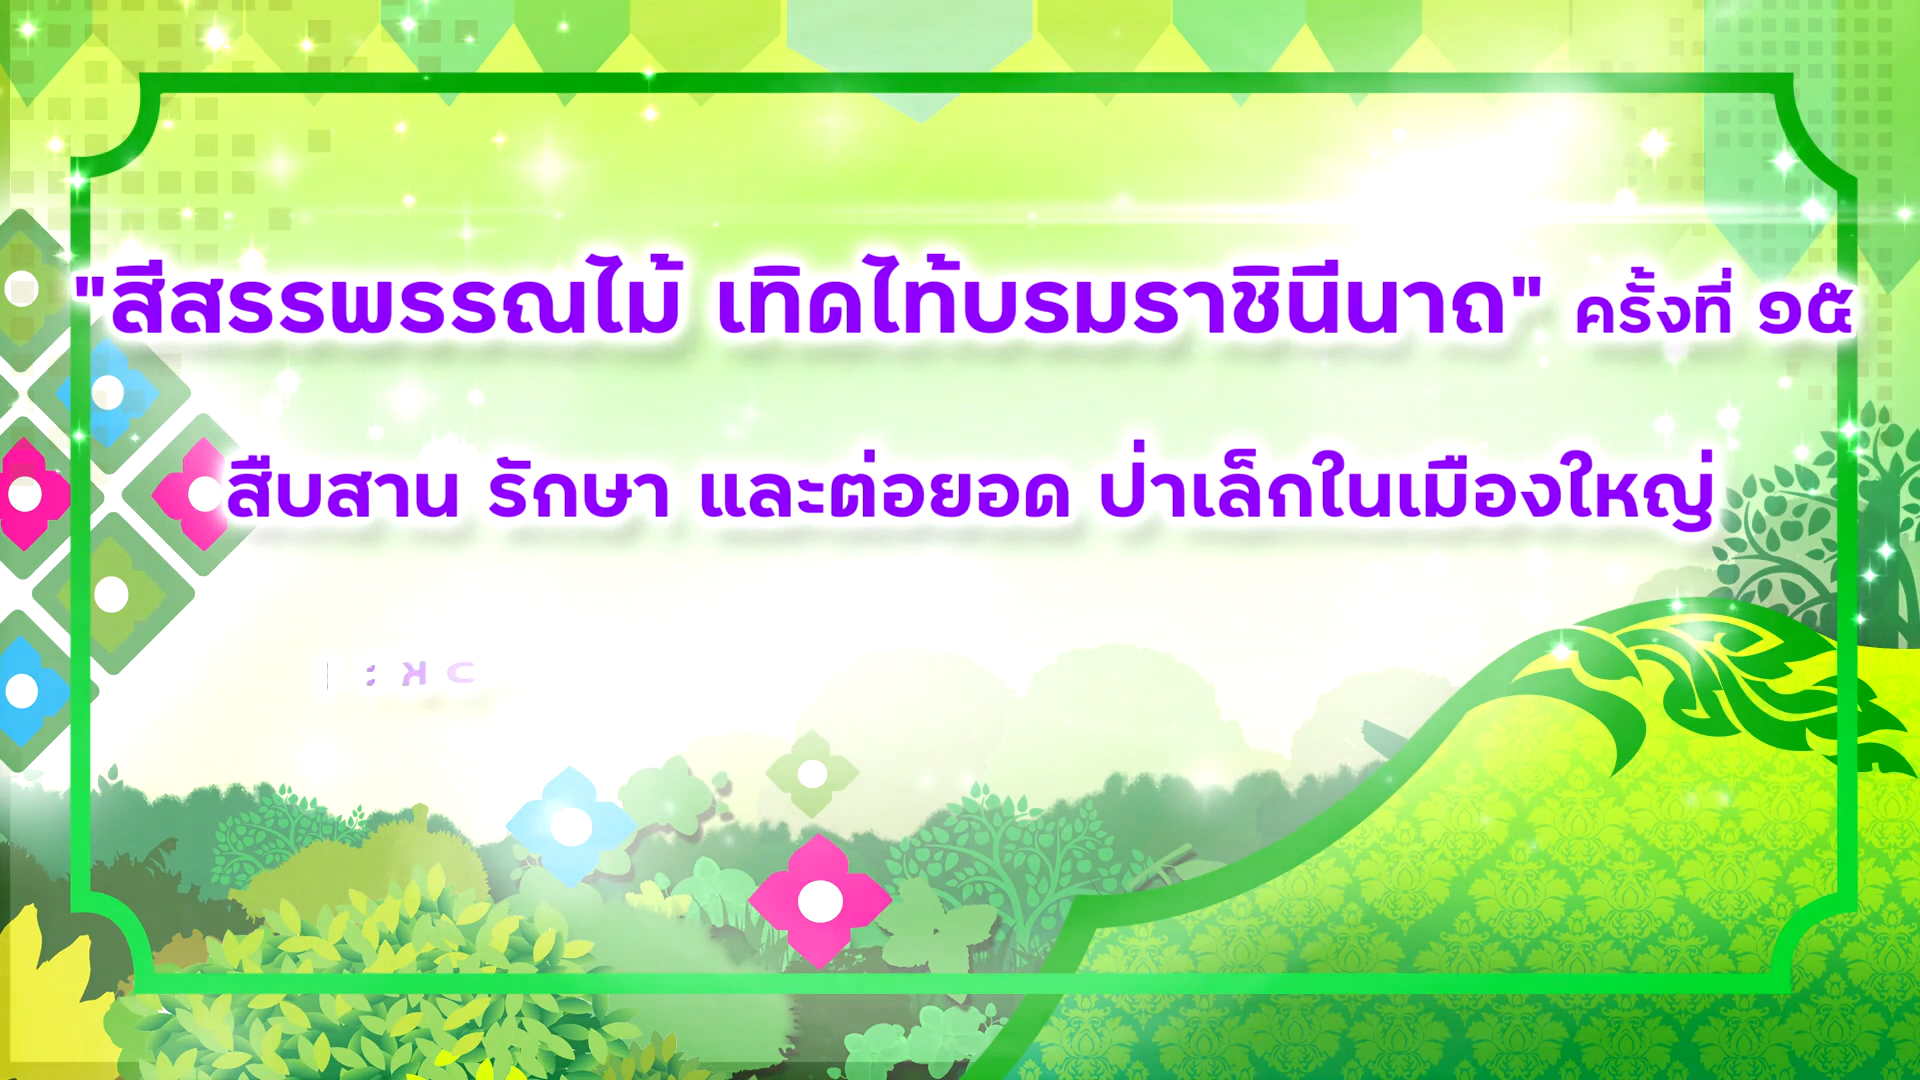 "สีสรรพรรณไม้ เทิดไท้บรมราชินีนาถ" ครั้งที่ ๑๕
สืบสาน รักษา และต่อยอด ป่าเล็กในเมืองใหญ่